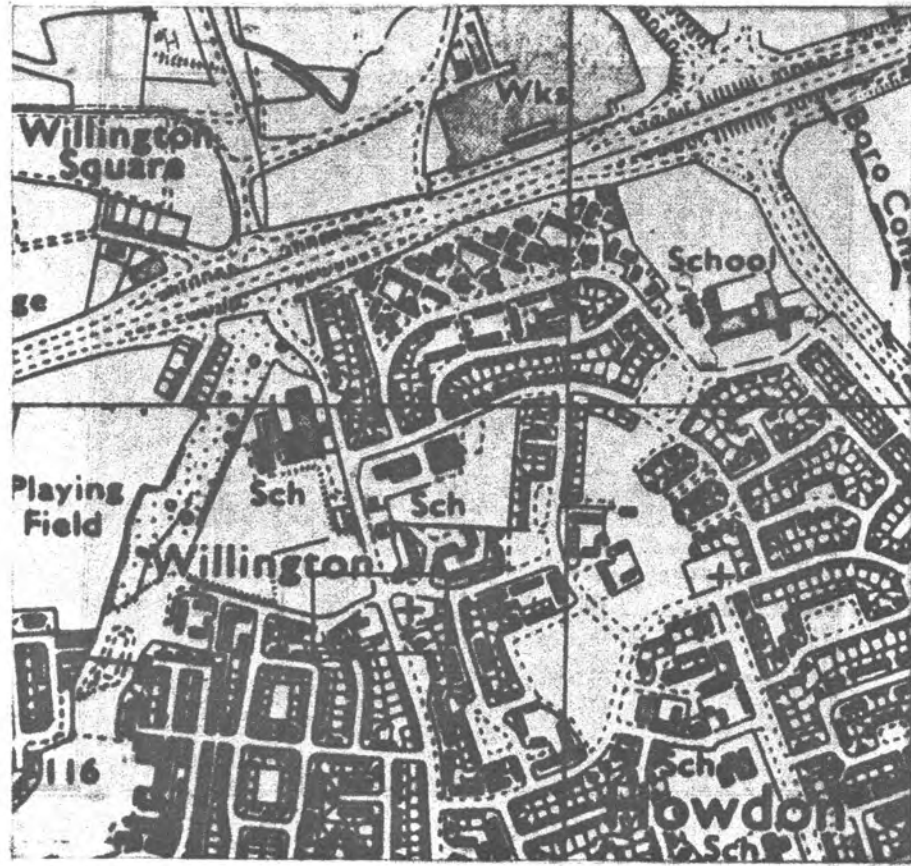 Wks
Willington
Square
Boro Con
School
ge
Playing
Field
Sch
Sch
Willington
116
Sch
Howdon
Sch